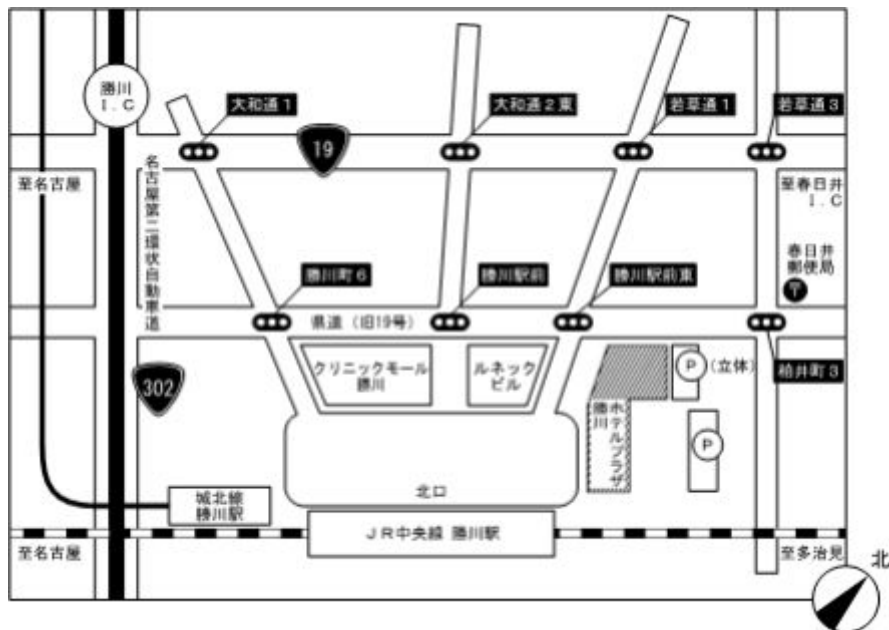 勝川
I.C
大和通1
大和通2東
若草通1
若草通3
19
至名古屋
名古屋第二環状自動車道
至春日井
I.C
春日井
郵便局
勝川町6
勝川駅前
勝川駅前東
県道（旧19号）
クリニックモール
勝川
ルネック
ビル
P
(立体)
柏井町3
302
ホテルプラザ
勝川
P
北口
城北線
勝川駅
JR中央線 勝川駅
至名古屋
至多治見
北